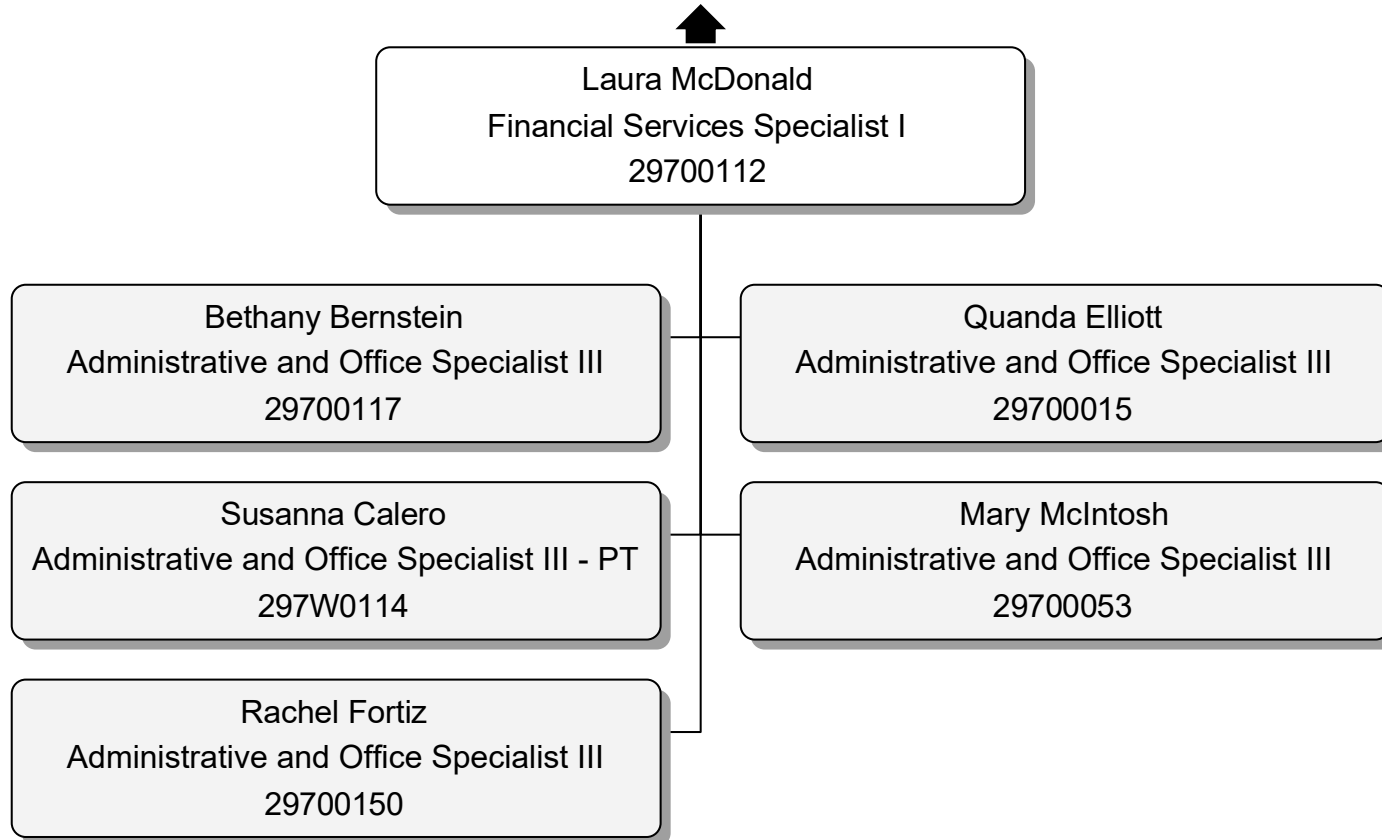 Laura McDonald
Financial Services Specialist I
29700112
Bethany Bernstein
Administrative and Office Specialist III
29700117
Quanda Elliott
Administrative and Office Specialist III
29700015
Susanna Calero
Administrative and Office Specialist III - PT
297W0114
Mary McIntosh
Administrative and Office Specialist III
29700053
Rachel Fortiz
Administrative and Office Specialist III
29700150